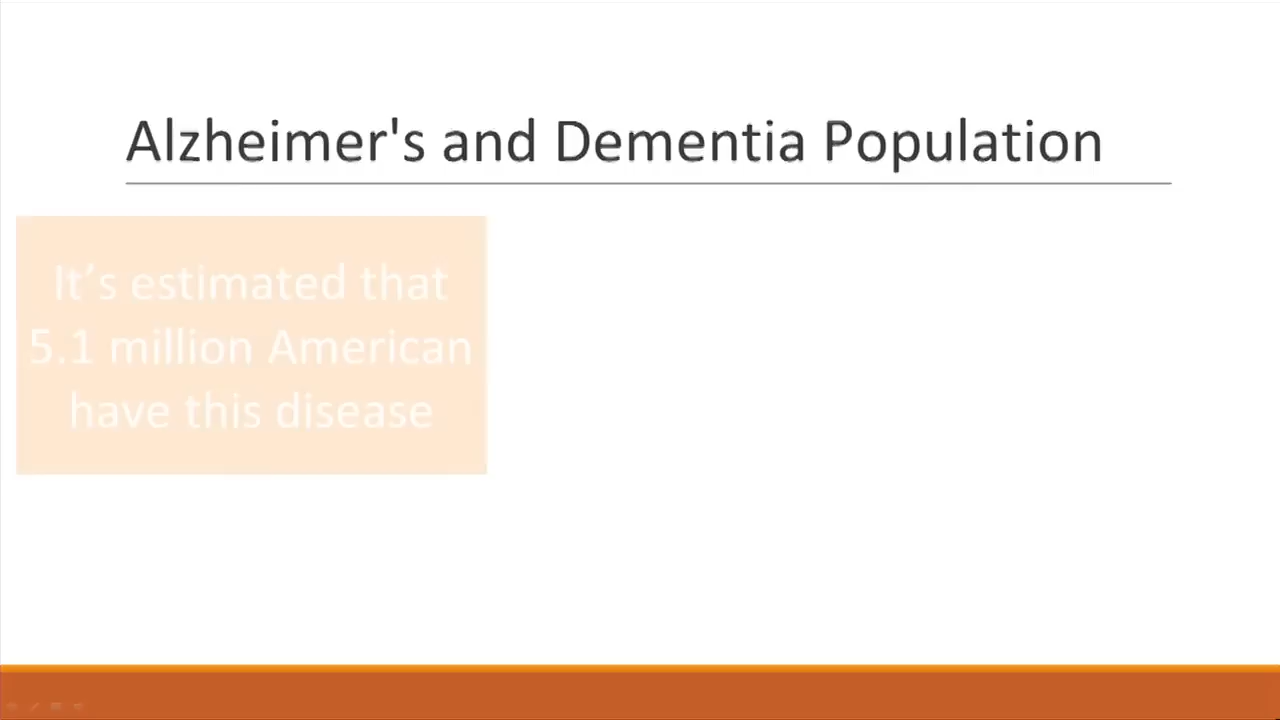 Alzheimer's and Dementia Population
It’s estimated that
5.1 million American
have this disease